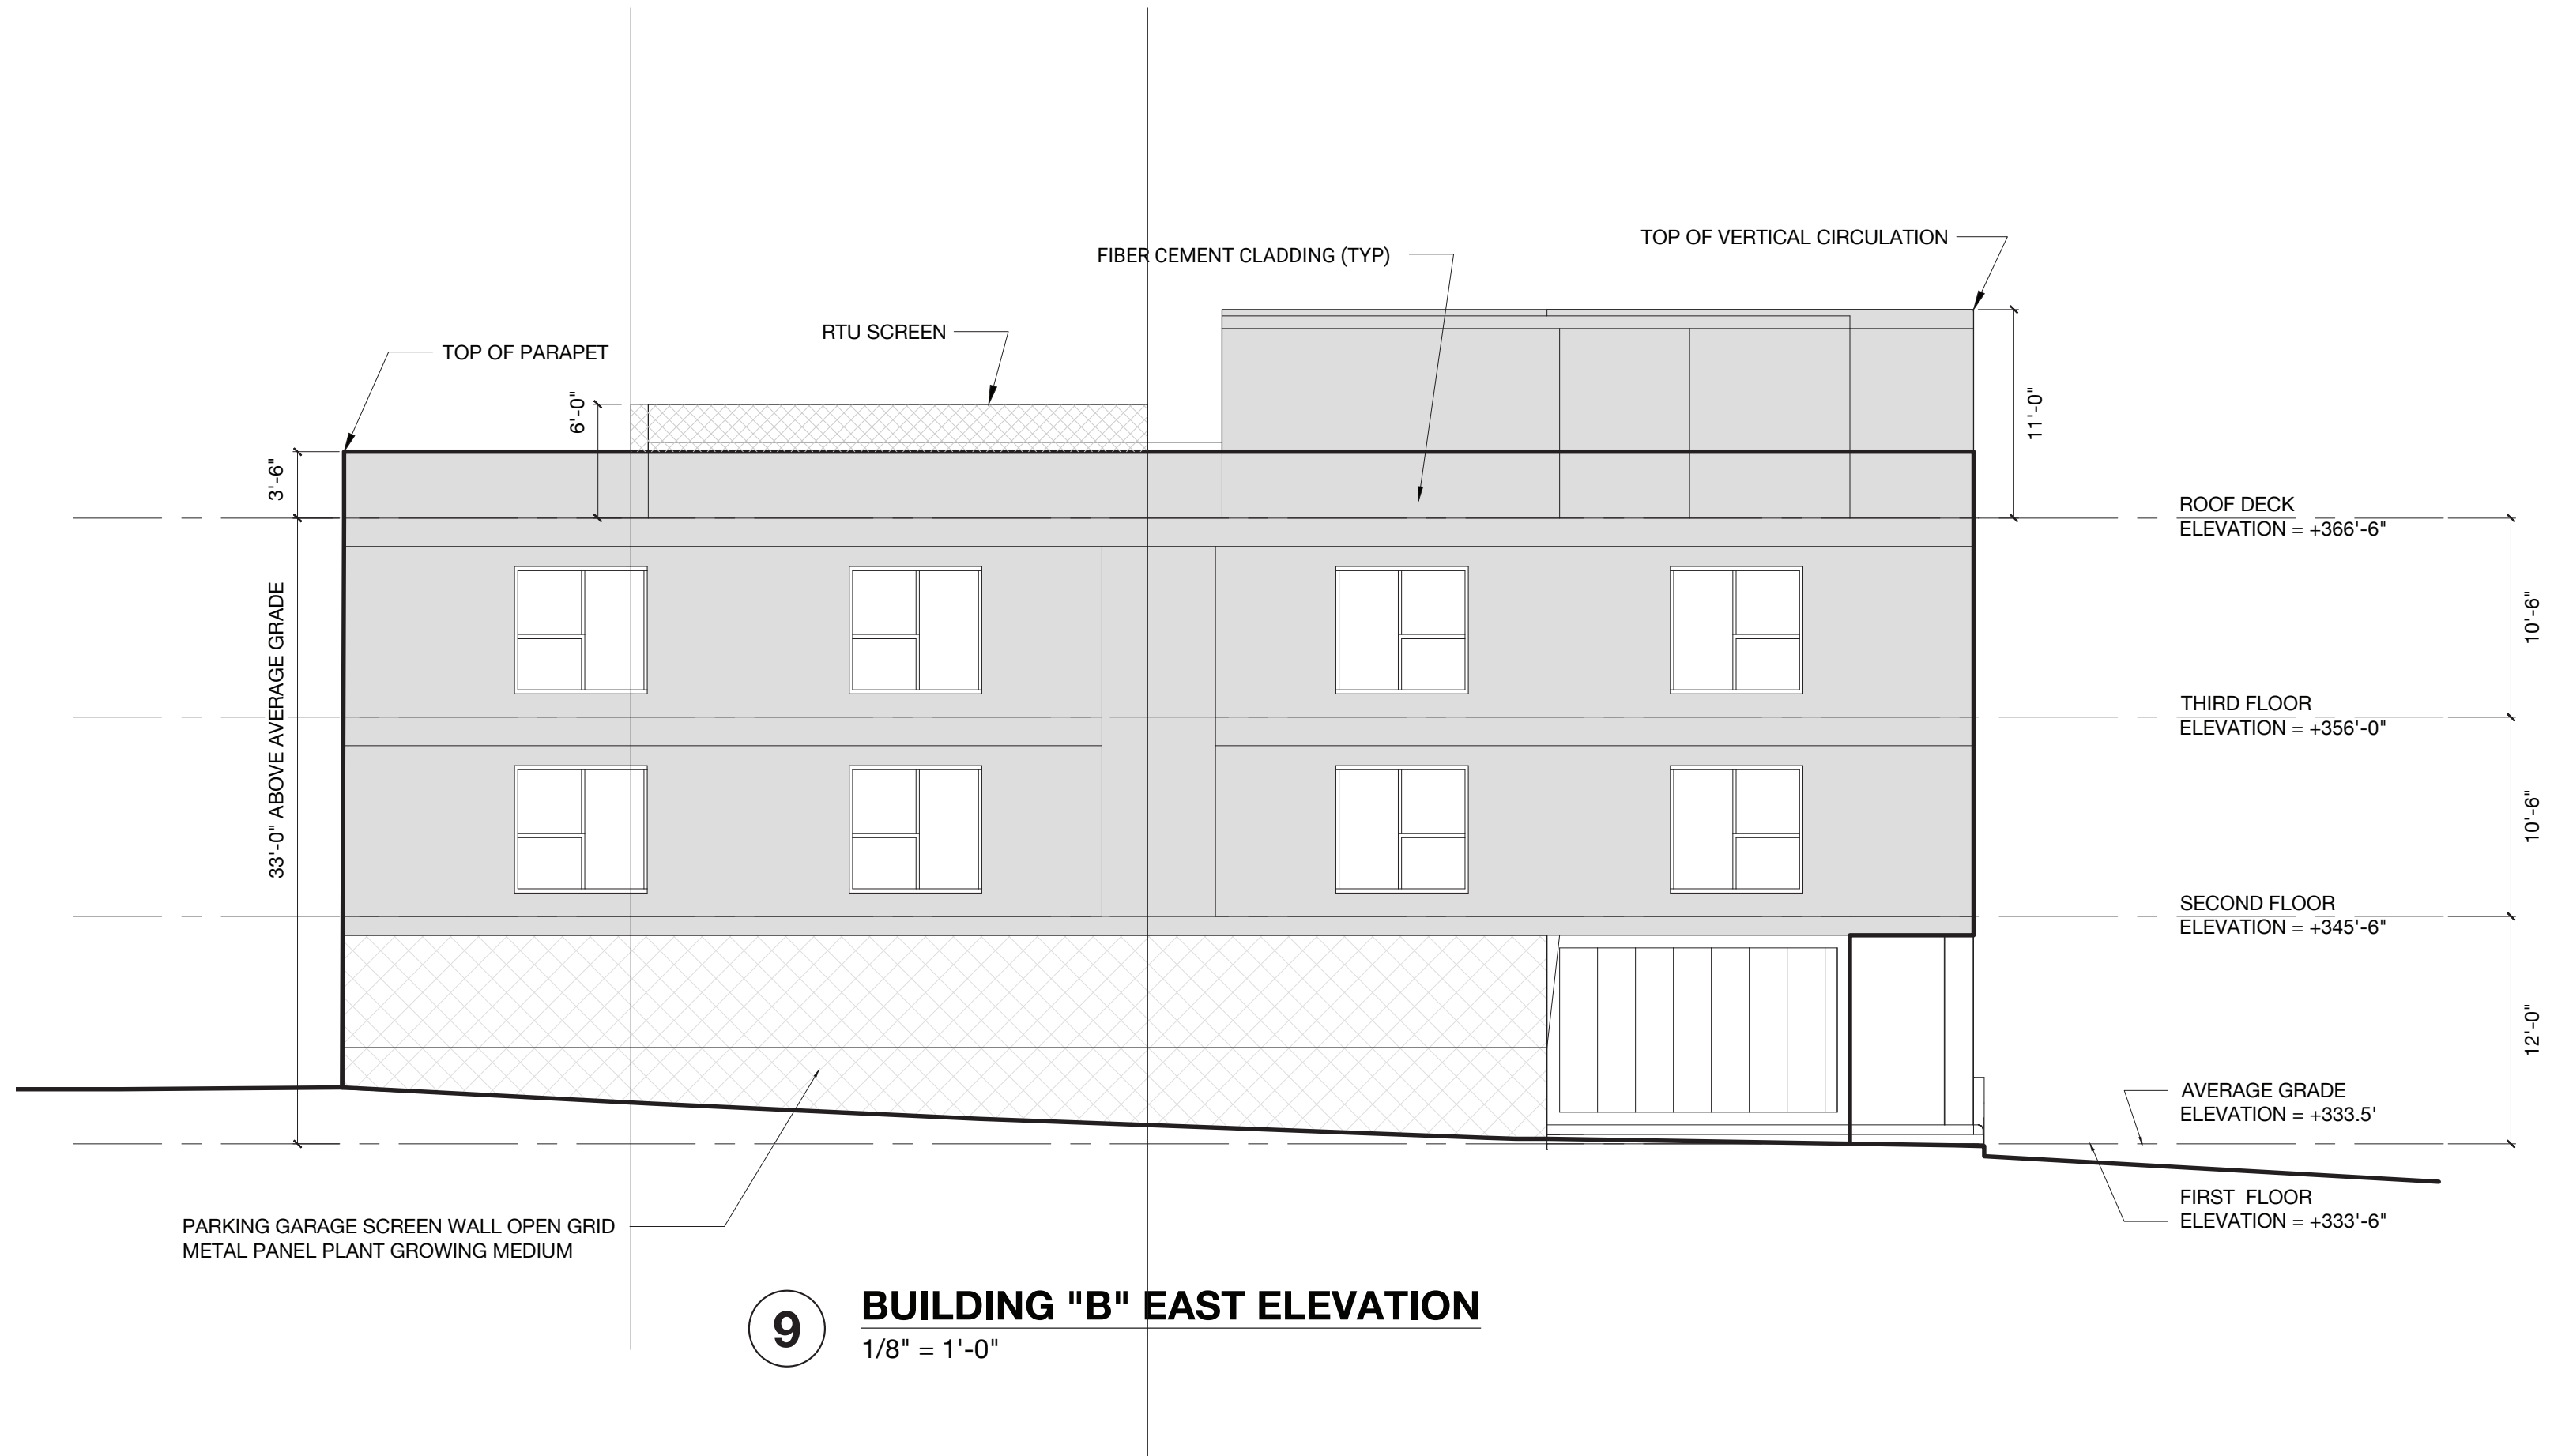 TOP OF VERTICAL CIRCULATION
FIBER CEMENT CLADDING (TYP)
RTU SCREEN
TOP OF PARAPET
6'-0"
11'-0"
3'-6"
ROOF DECK
ELEVATION = +366'-6"
10'-6"
33'-0" ABOVE AVERAGE GRADE
THIRD FLOOR
ELEVATION = +356'-0"
10'-6"
SECOND FLOOR
ELEVATION = +345'-6"
12'-0"
AVERAGE GRADE
ELEVATION = +333.5'
FIRST FLOOR
ELEVATION = +333'-6"
PARKING GARAGE SCREEN WALL OPEN GRID
METAL PANEL PLANT GROWING MEDIUM
9
BUILDING "B" EAST ELEVATION
1/8" = 1'-0"